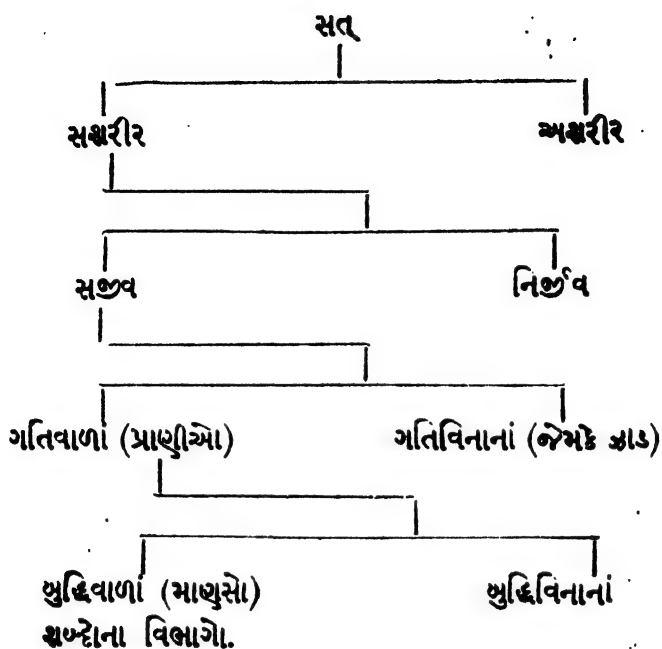 સત્
સશરીર અશરીર
સજીવ નિર્જીવ
ગતિવાળાં (પ્રાણીઓ) ગતિવિનાનાં (જેમકે ઝાડ)
બુદ્ધિવાળાં (માણસો) બુદ્ધિવિનાનાં
શબ્દોના વિભાગો.